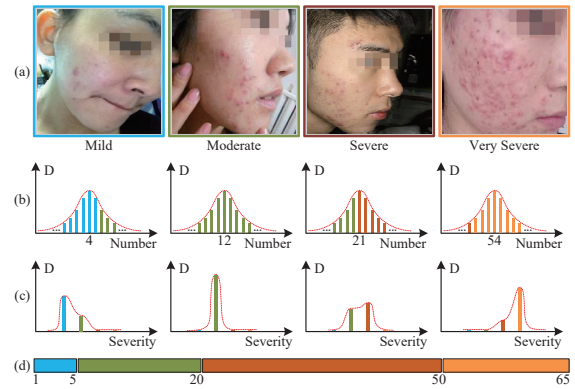 (a)
Mild Moderate Severe Very Severe
(b) D D D D
... ... ... ... ... ... ... ...
4 Number 12 Number 21 Number 54 Number
(c) D D D D
Severity Severity Severity Severity
(d)
1 5 20 50 65